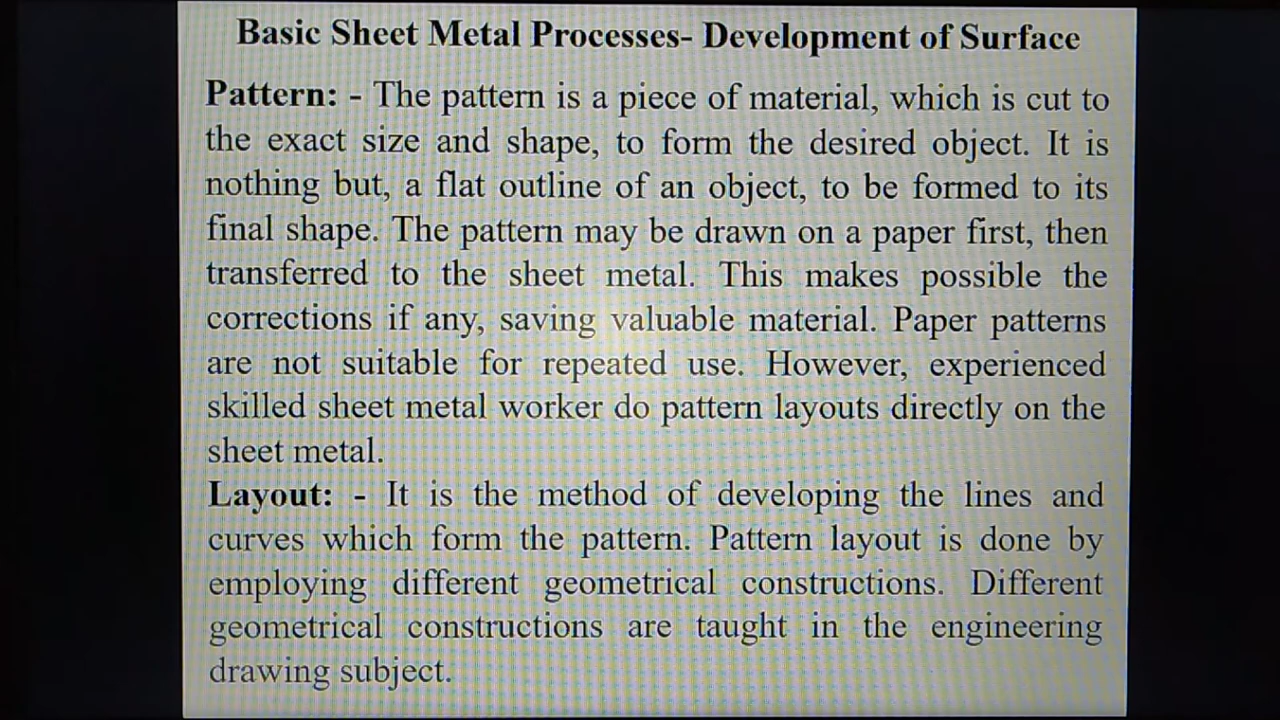 Basic Sheet Metal Processes- Development of Surface
Pattern: - The pattern is a piece of material, which is cut to
the exact size and shape, to form the desired object. It is
nothing but, a flat outline of an object, to be formed to its
final shape. The pattern may be drawn on a paper first, then
transferred to the sheet metal. This makes possible the
corrections if any, saving valuable material. Paper patterns
are not suitable for repeated use. However, experienced
skilled sheet metal worker do pattern layouts directly on the
sheet metal.
Layout: - It is the method of developing the lines and
curves which form the pattern. Pattern layout is done by
employing different geometrical constructions. Different
geometrical constructions are taught in the engineering
drawing subject.